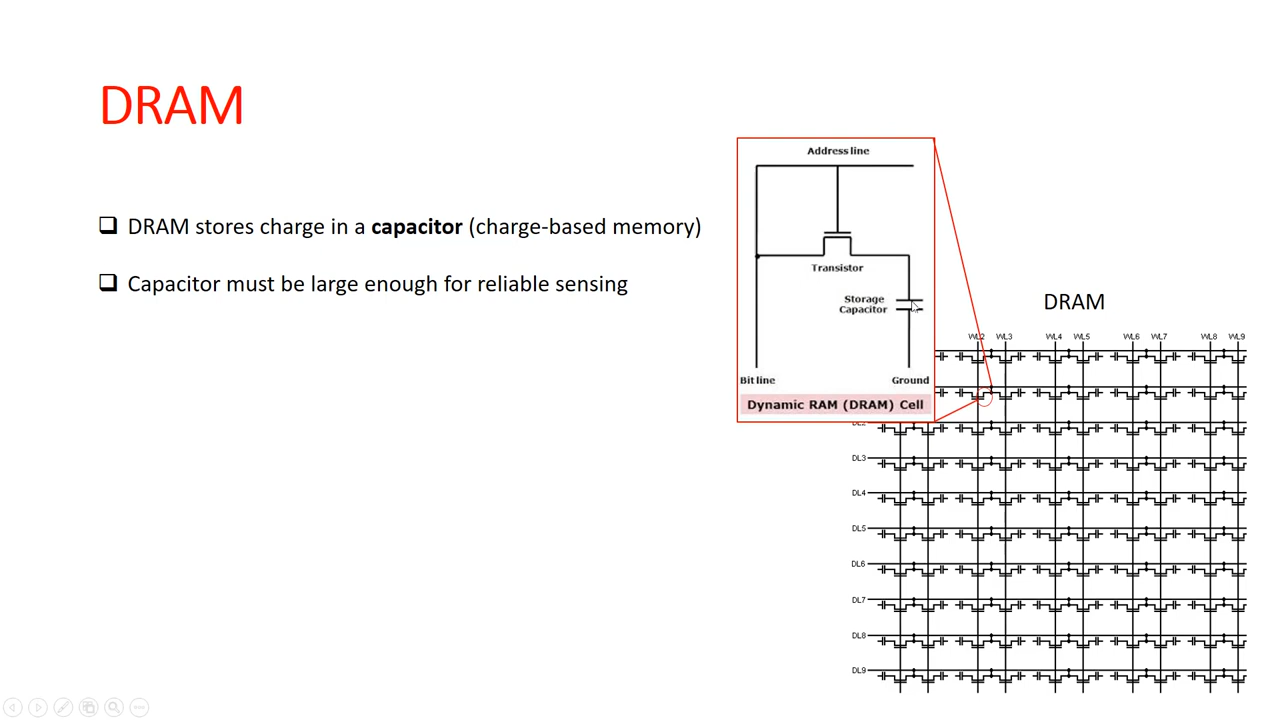 DRAM
DRAM stores charge in a capacitor (charge-based memory)
Capacitor must be large enough for reliable sensing
Address line
Transistor
Storage
Capacitor
Bit line
Ground
Dynamic RAM (DRAM) Cell
DRAM
WL2 WL3 WL4 WL5 WL6 WL7 WL8 WL9
DL3
DL4
DL5
DL6
DL7
DL8
DL9